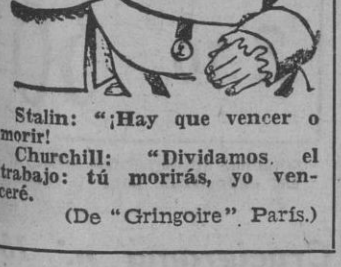 Stalin: "¡Hay que vencer o
morir!
Churchill: "Dividamos. el
trabajo: tú morirás, yo ven-
ceré.
(De "Gringoire". París.)